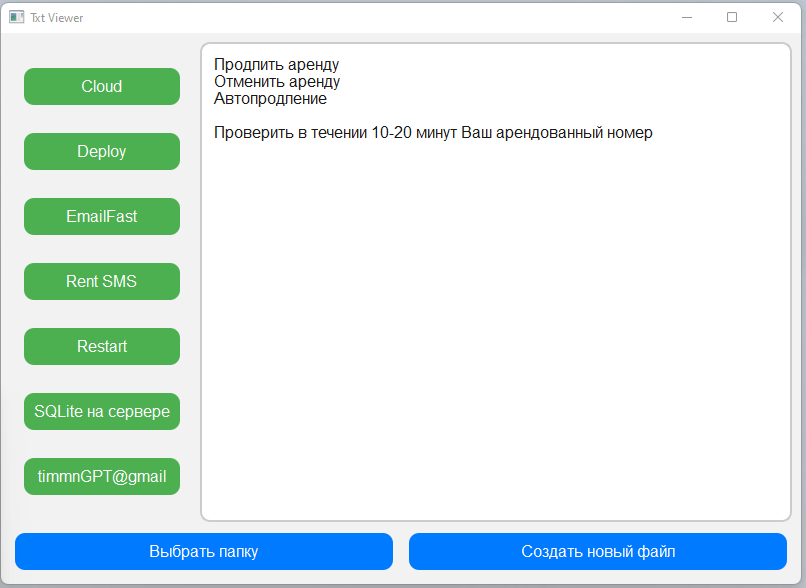 Txt Viewer
Cloud
Deploy
EmailFast
Rent SMS
Restart
SQLite на сервере
timmnGPT@gmail
Продлить аренду
Отменить аренду
Автопродление
Проверить в течении 10-20 минут Ваш арендованный номер
Выбрать папку
Создать новый файл